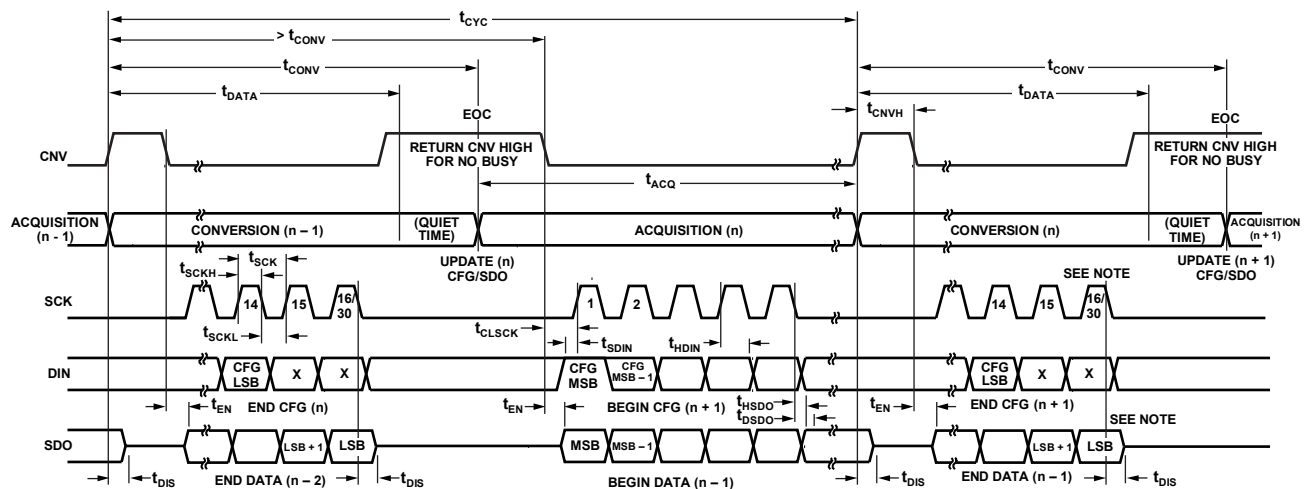 tCYC
> tCONV
tCONV
tCONV
tDATA
tDATA
tCNVH
EOC
EOC
CNV
RETURN CNV HIGH
FOR NO BUSY
RETURN CNV HIGH
FOR NO BUSY
tACQ
ACQUISITION
(n - 1)
CONVERSION (n – 1)
(QUIET
TIME)
ACQUISITION (n)
CONVERSION (n)
(QUIET
TIME)
ACQUISITION
(n + 1)
UPDATE (n)
CFG/SDO
UPDATE (n + 1)
CFG/SDO
tSCK
tSCKH
SEE NOTE
SCK
14
15
16/
30
1
2
14
15
16/
30
tSCKL
tCLSCK
tSDIN
tHDIN
DIN
CFG
LSB
X
X
CFG
MSB
CFG
MSB – 1
CFG
LSB
X
X
tEN
END CFG (n)
tEN
BEGIN CFG (n + 1)
tHSDO
tDSDO
tEN
END CFG (n + 1)
SEE NOTE
SDO
LSB + 1
LSB
MSB
MSB – 1
LSB + 1
LSB
tDIS
END DATA (n – 2)
tDIS
BEGIN DATA (n – 1)
tDIS
END DATA (n – 1)
tDIS